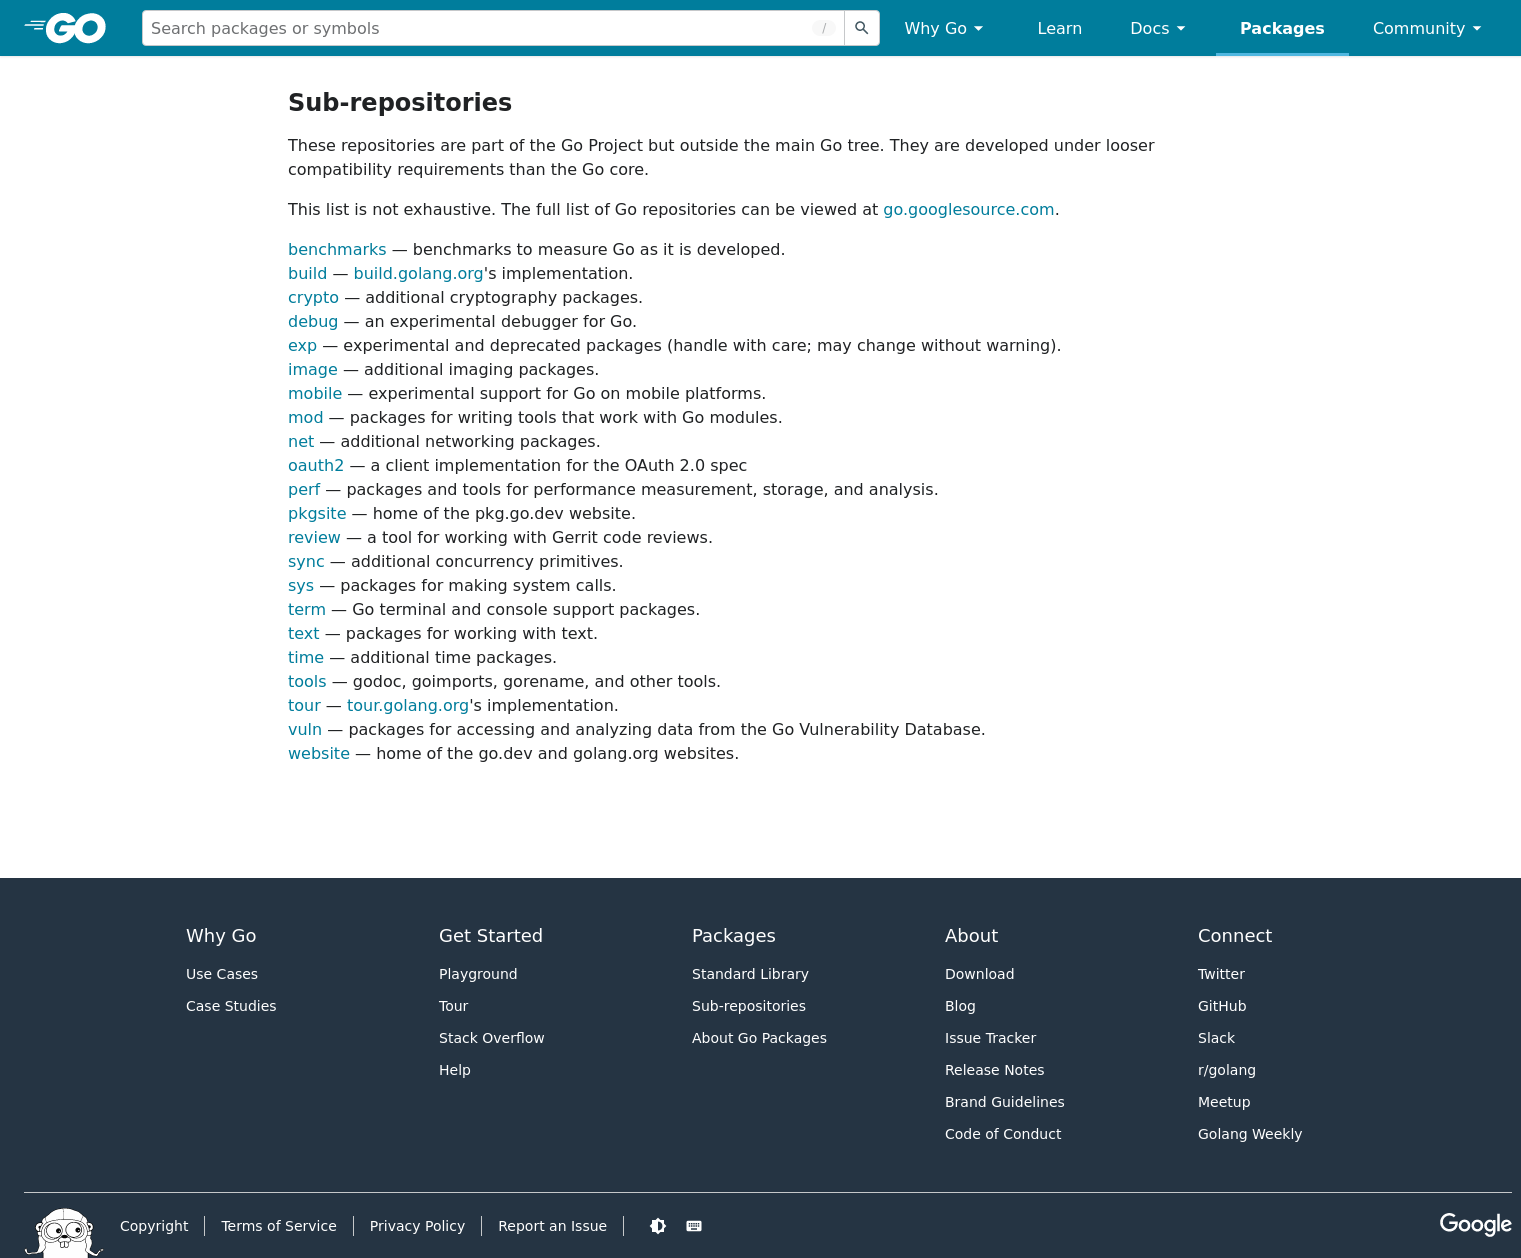 GO
Search packages or symbols
/
Why Go
Learn
Docs
Packages
Community
Sub-repositories
These repositories are part of the Go Project but outside the main Go tree. They are developed under looser
compatibility requirements than the Go core.
This list is not exhaustive. The full list of Go repositories can be viewed at go.googlesource.com.
benchmarks — benchmarks to measure Go as it is developed.
build — build.golang.org's implementation.
crypto — additional cryptography packages.
debug — an experimental debugger for Go.
exp — experimental and deprecated packages (handle with care; may change without warning).
image — additional imaging packages.
mobile — experimental support for Go on mobile platforms.
mod — packages for writing tools that work with Go modules.
net — additional networking packages.
oauth2 — a client implementation for the OAuth 2.0 spec
perf — packages and tools for performance measurement, storage, and analysis.
pkgsite — home of the pkg.go.dev website.
review — a tool for working with Gerrit code reviews.
sync — additional concurrency primitives.
sys — packages for making system calls.
term — Go terminal and console support packages.
text — packages for working with text.
time — additional time packages.
tools — godoc, goimports, gorename, and other tools.
tour — tour.golang.org's implementation.
vuln — packages for accessing and analyzing data from the Go Vulnerability Database.
website — home of the go.dev and golang.org websites.
Why Go
Use Cases
Case Studies
Get Started
Playground
Tour
Stack Overflow
Help
Packages
Standard Library
Sub-repositories
About Go Packages
About
Download
Blog
Issue Tracker
Release Notes
Brand Guidelines
Code of Conduct
Connect
Twitter
GitHub
Slack
r/golang
Meetup
Golang Weekly
Copyright
Terms of Service
Privacy Policy
Report an Issue
Google